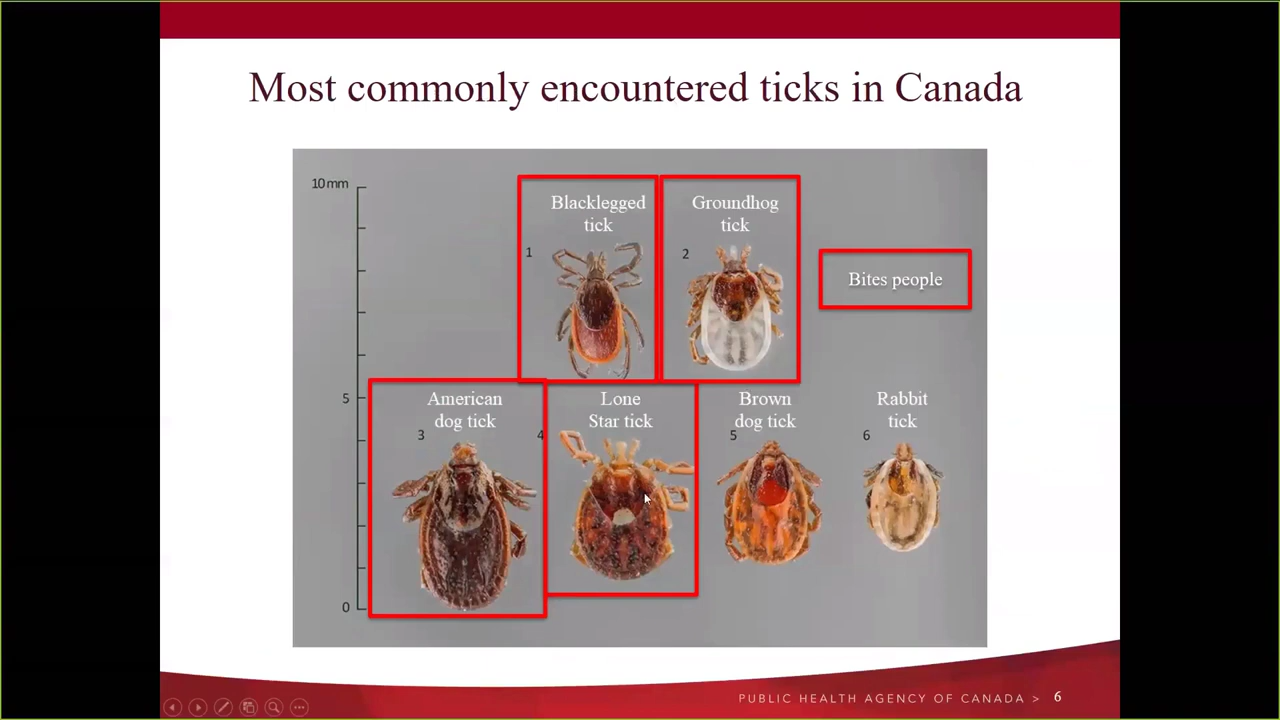 Most commonly encountered ticks in Canada
10mm
Blacklegged
tick
Groundhog
tick
1
2
Bites people
5
American
dog tick
Lone
Star tick
Brown
dog tick
Rabbit
tick
3
4
5
6
0
PUBLIC HEALTH AGENCY OF CANADA > 6